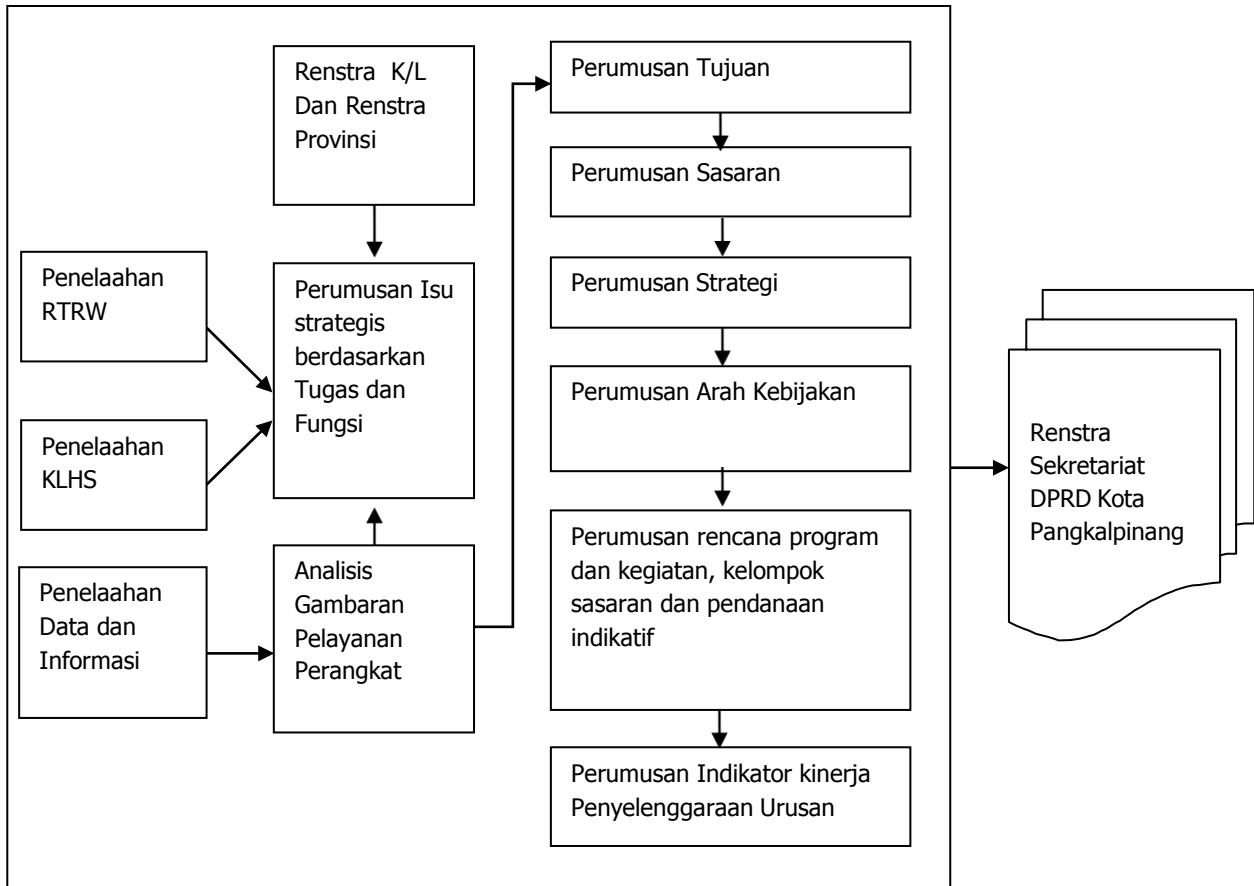 Renstra K/L
Dan Renstra
Provinsi
Penelaahan
RTRW
Perumusan Isu
strategis
berdasarkan
Tugas dan
Fungsi
Penelaahan
KLHS
Penelaahan
Data dan
Informasi
Analisis
Gambaran
Pelayanan
Perangkat
Perumusan Tujuan
Perumusan Sasaran
Perumusan Strategi
Perumusan Arah Kebijakan
Perumusan rencana program
dan kegiatan, kelompok
sasaran dan pendanaan
indikatif
Perumusan Indikator kinerja
Penyelenggaraan Urusan
Renstra
Sekretariat
DPRD Kota
Pangkalpinang